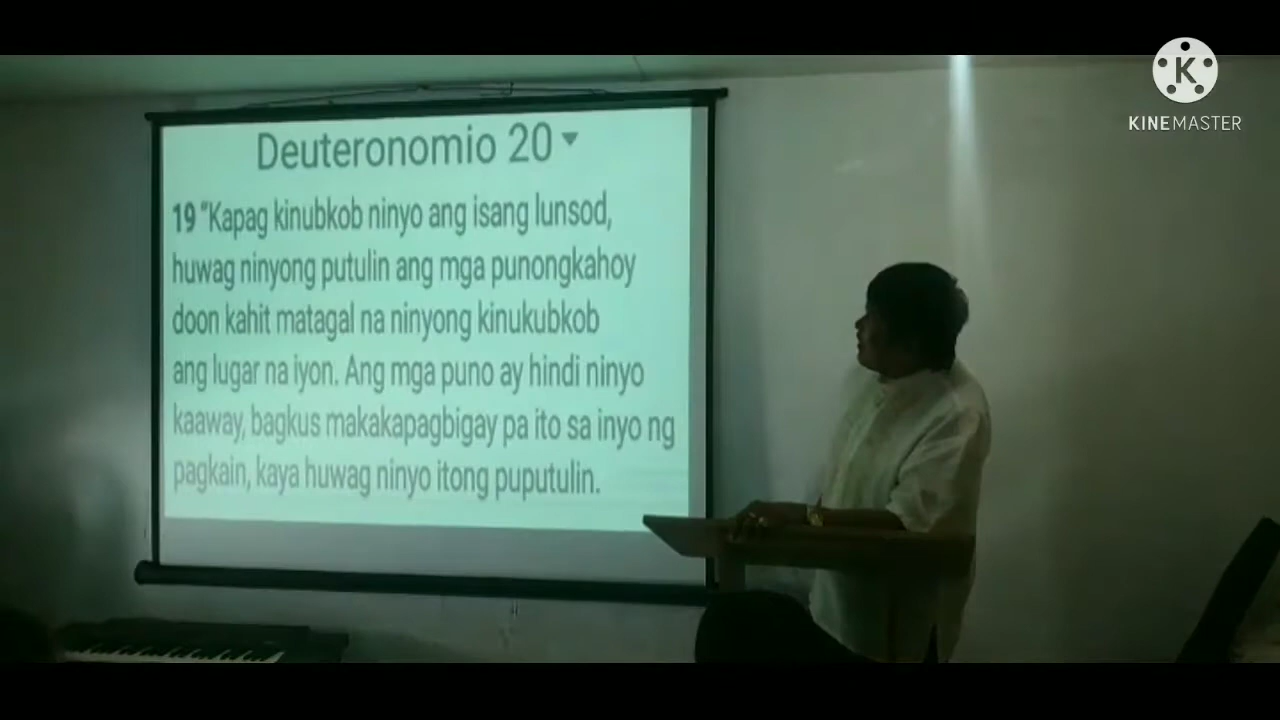 Deuteronomio 20
19 "Kapag kinubkob ninyo ang isang lunsod,
huwag ninyong putulin ang mga punongkahoy
doon kahit matagal na ninyong kinukubkob
ang lugar na iyon. Ang mga puno ay hindi ninyo
kaaway, bagkus makakapagbigay pa ito sa inyo ng
pagkain, kaya huwag ninyo itong puputulin.
K
KINEMASTER